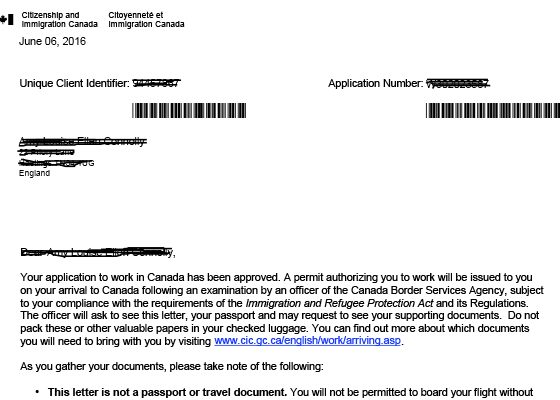 Citizenship and Citoyenneté et
Immigration Canada Immigration Canada
June 06, 2016
Unique Client Identifier:
Application Number:
England
Your application to work in Canada has been approved. A permit authorizing you to work will be issued to you
on your arrival to Canada following an examination by an officer of the Canada Border Services Agency, subject
to your compliance with the requirements of the Immigration and Refugee Protection Act and its Regulations.
The officer will ask to see this letter, your passport and may request to see your supporting documents. Do not
pack these or other valuable papers in your checked luggage. You can find out more about which documents
you will need to bring with you by visiting www.cic.gc.ca/english/work/arriving.asp.
As you gather your documents, please take note of the following:
• This letter is not a passport or travel document. You will not be permitted to board your flight without